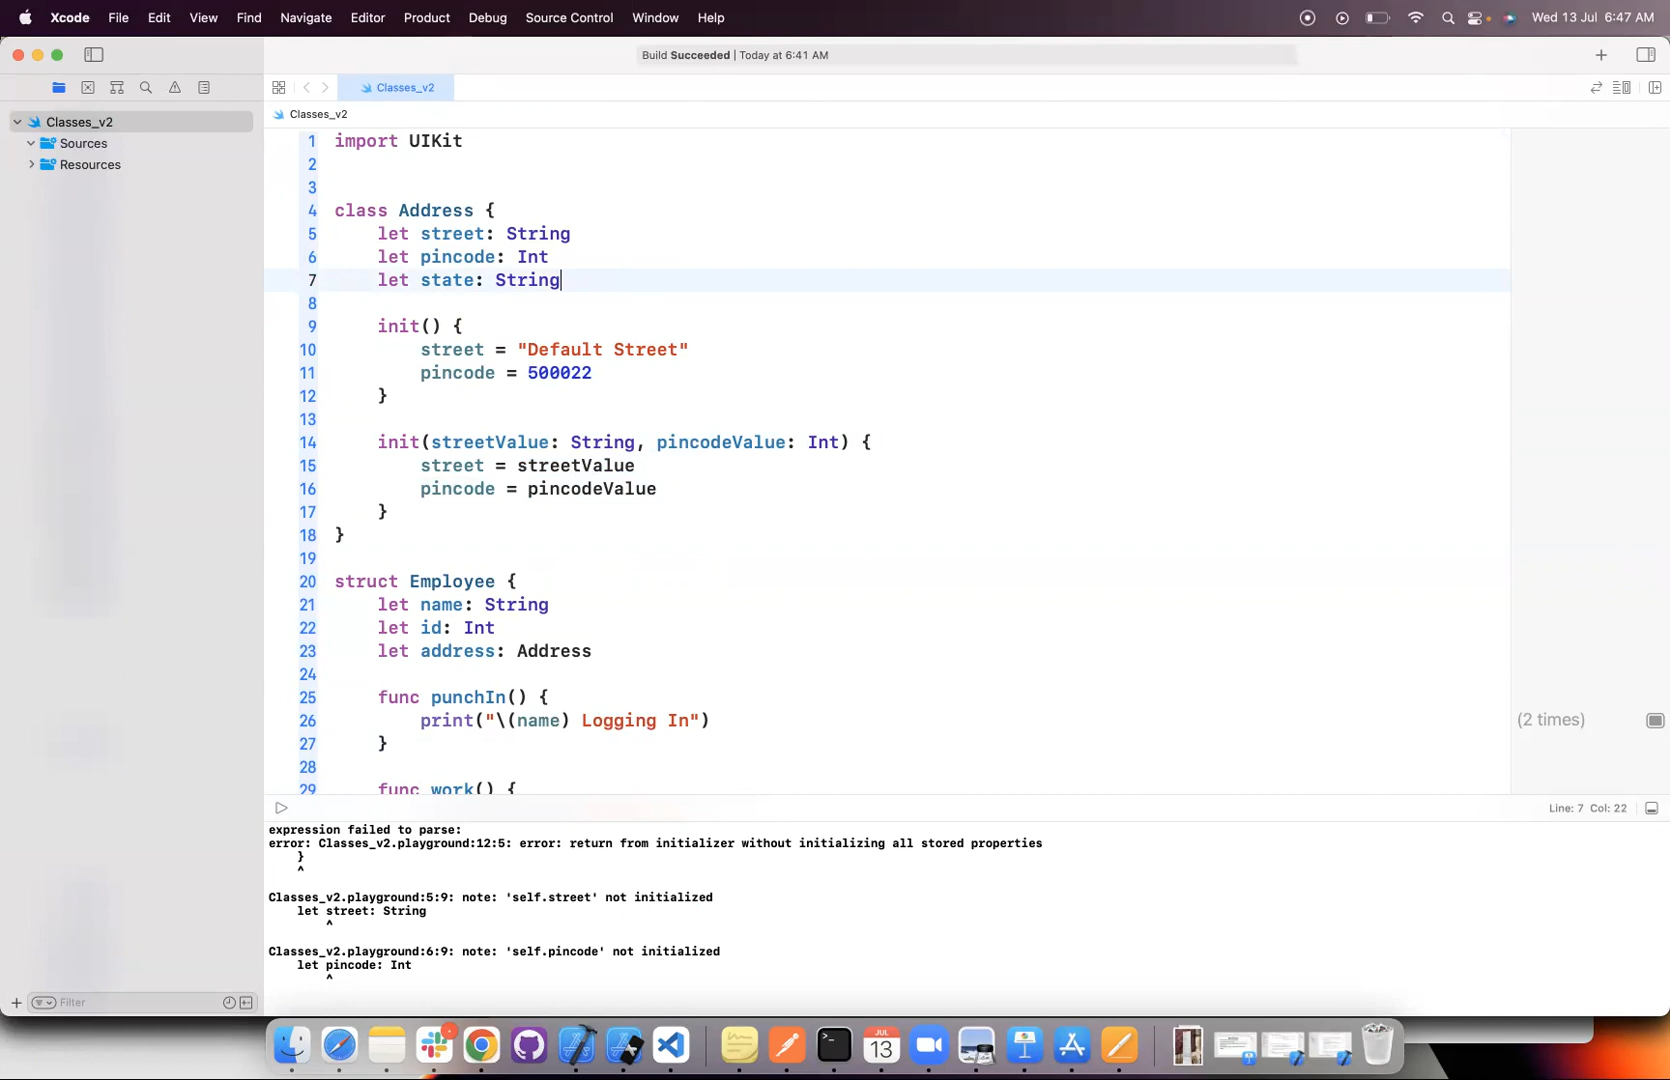 Xcode File Edit View Find Navigate Editor Product Debug Source Control Window Help Wed 13 Jul 6:47 AM
Build Succeeded | Today at 6:41 AM
Classes_v2
Classes_v2
Classes_v2
Sources
Resources
1 import UIKit
2
3
4 class Address {
5 let street: String
6 let pincode: Int
7 let state: String
8
9 init() {
10 street = "Default Street"
11 pincode = 500022
12 }
13
14 init(streetValue: String, pincodeValue: Int) {
15 street = streetValue
16 pincode = pincodeValue
17 }
18 }
19
20 struct Employee {
21 let name: String
22 let id: Int
23 let address: Address
24
25 func punchIn() {
26 print("\(name) Logging In")
27 }
28
29 func work() {
(2 times)
Line: 7 Col: 22
expression failed to parse:
error: Classes_v2.playground:12:5: error: return from initializer without initializing all stored properties
}
^
Classes_v2.playground:5:9: note: 'self.street' not initialized
let street: String
^
Classes_v2.playground:6:9: note: 'self.pincode' not initialized
let pincode: Int
^
Filter
JUL
13